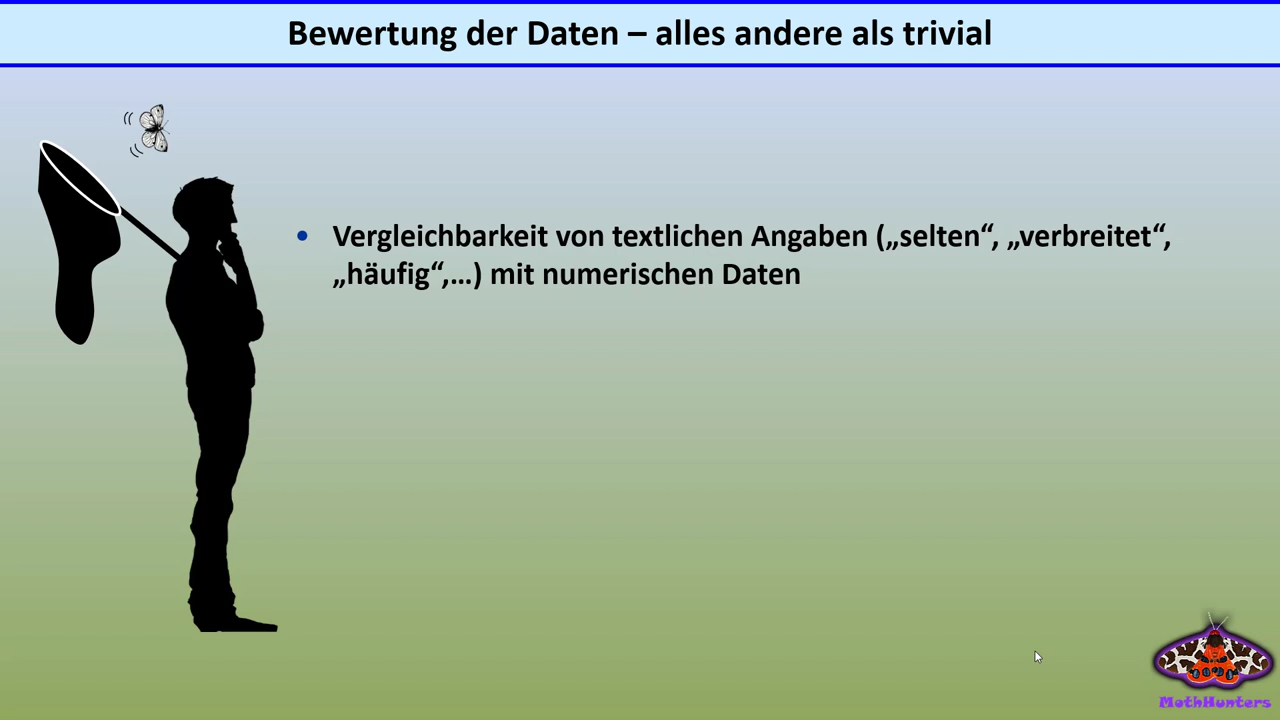 Bewertung der Daten – alles andere als trivial
• Vergleichbarkeit von textlichen Angaben („selten“, „verbreitet“,
„häufig“,…) mit numerischen Daten
MothHunters